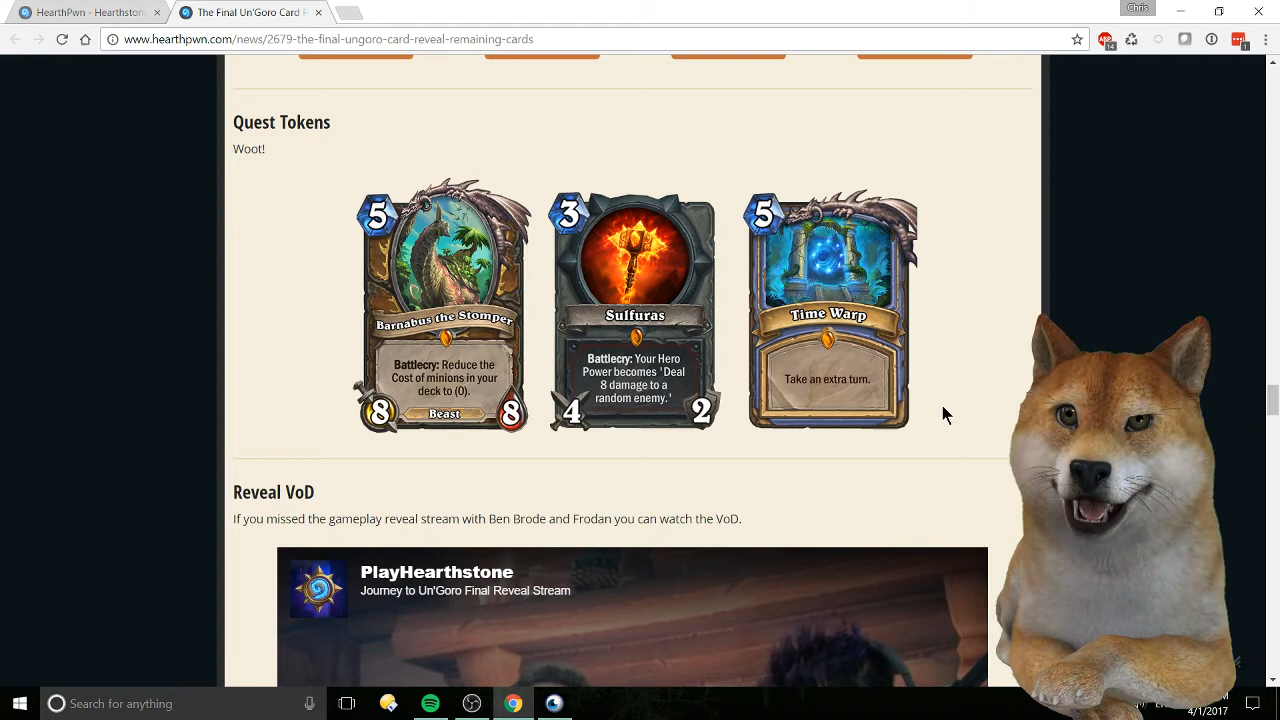 HearthPwn - Hearthston
The Final Un'Goro Card R
Chris
www.hearthpwn.com/news/2679-the-final-ungoro-card-reveal-remaining-cards
ABP
14
1
Quest Tokens
Woot!
5
Barnabus the Stomper
Battlecry: Reduce the
Cost of minions in your
deck to (0).
Beast
8
8
3
Sulfuras
Battlecry: Your Hero
Power becomes 'Deal
8 damage to a
random enemy.'
4
2
5
Time Warp
Take an extra turn.
Reveal VoD
If you missed the gameplay reveal stream with Ben Brode and Frodan you can watch the VoD.
PlayHearthstone
Journey to Un'Goro Final Reveal Stream
Search for anything
4/1/2017